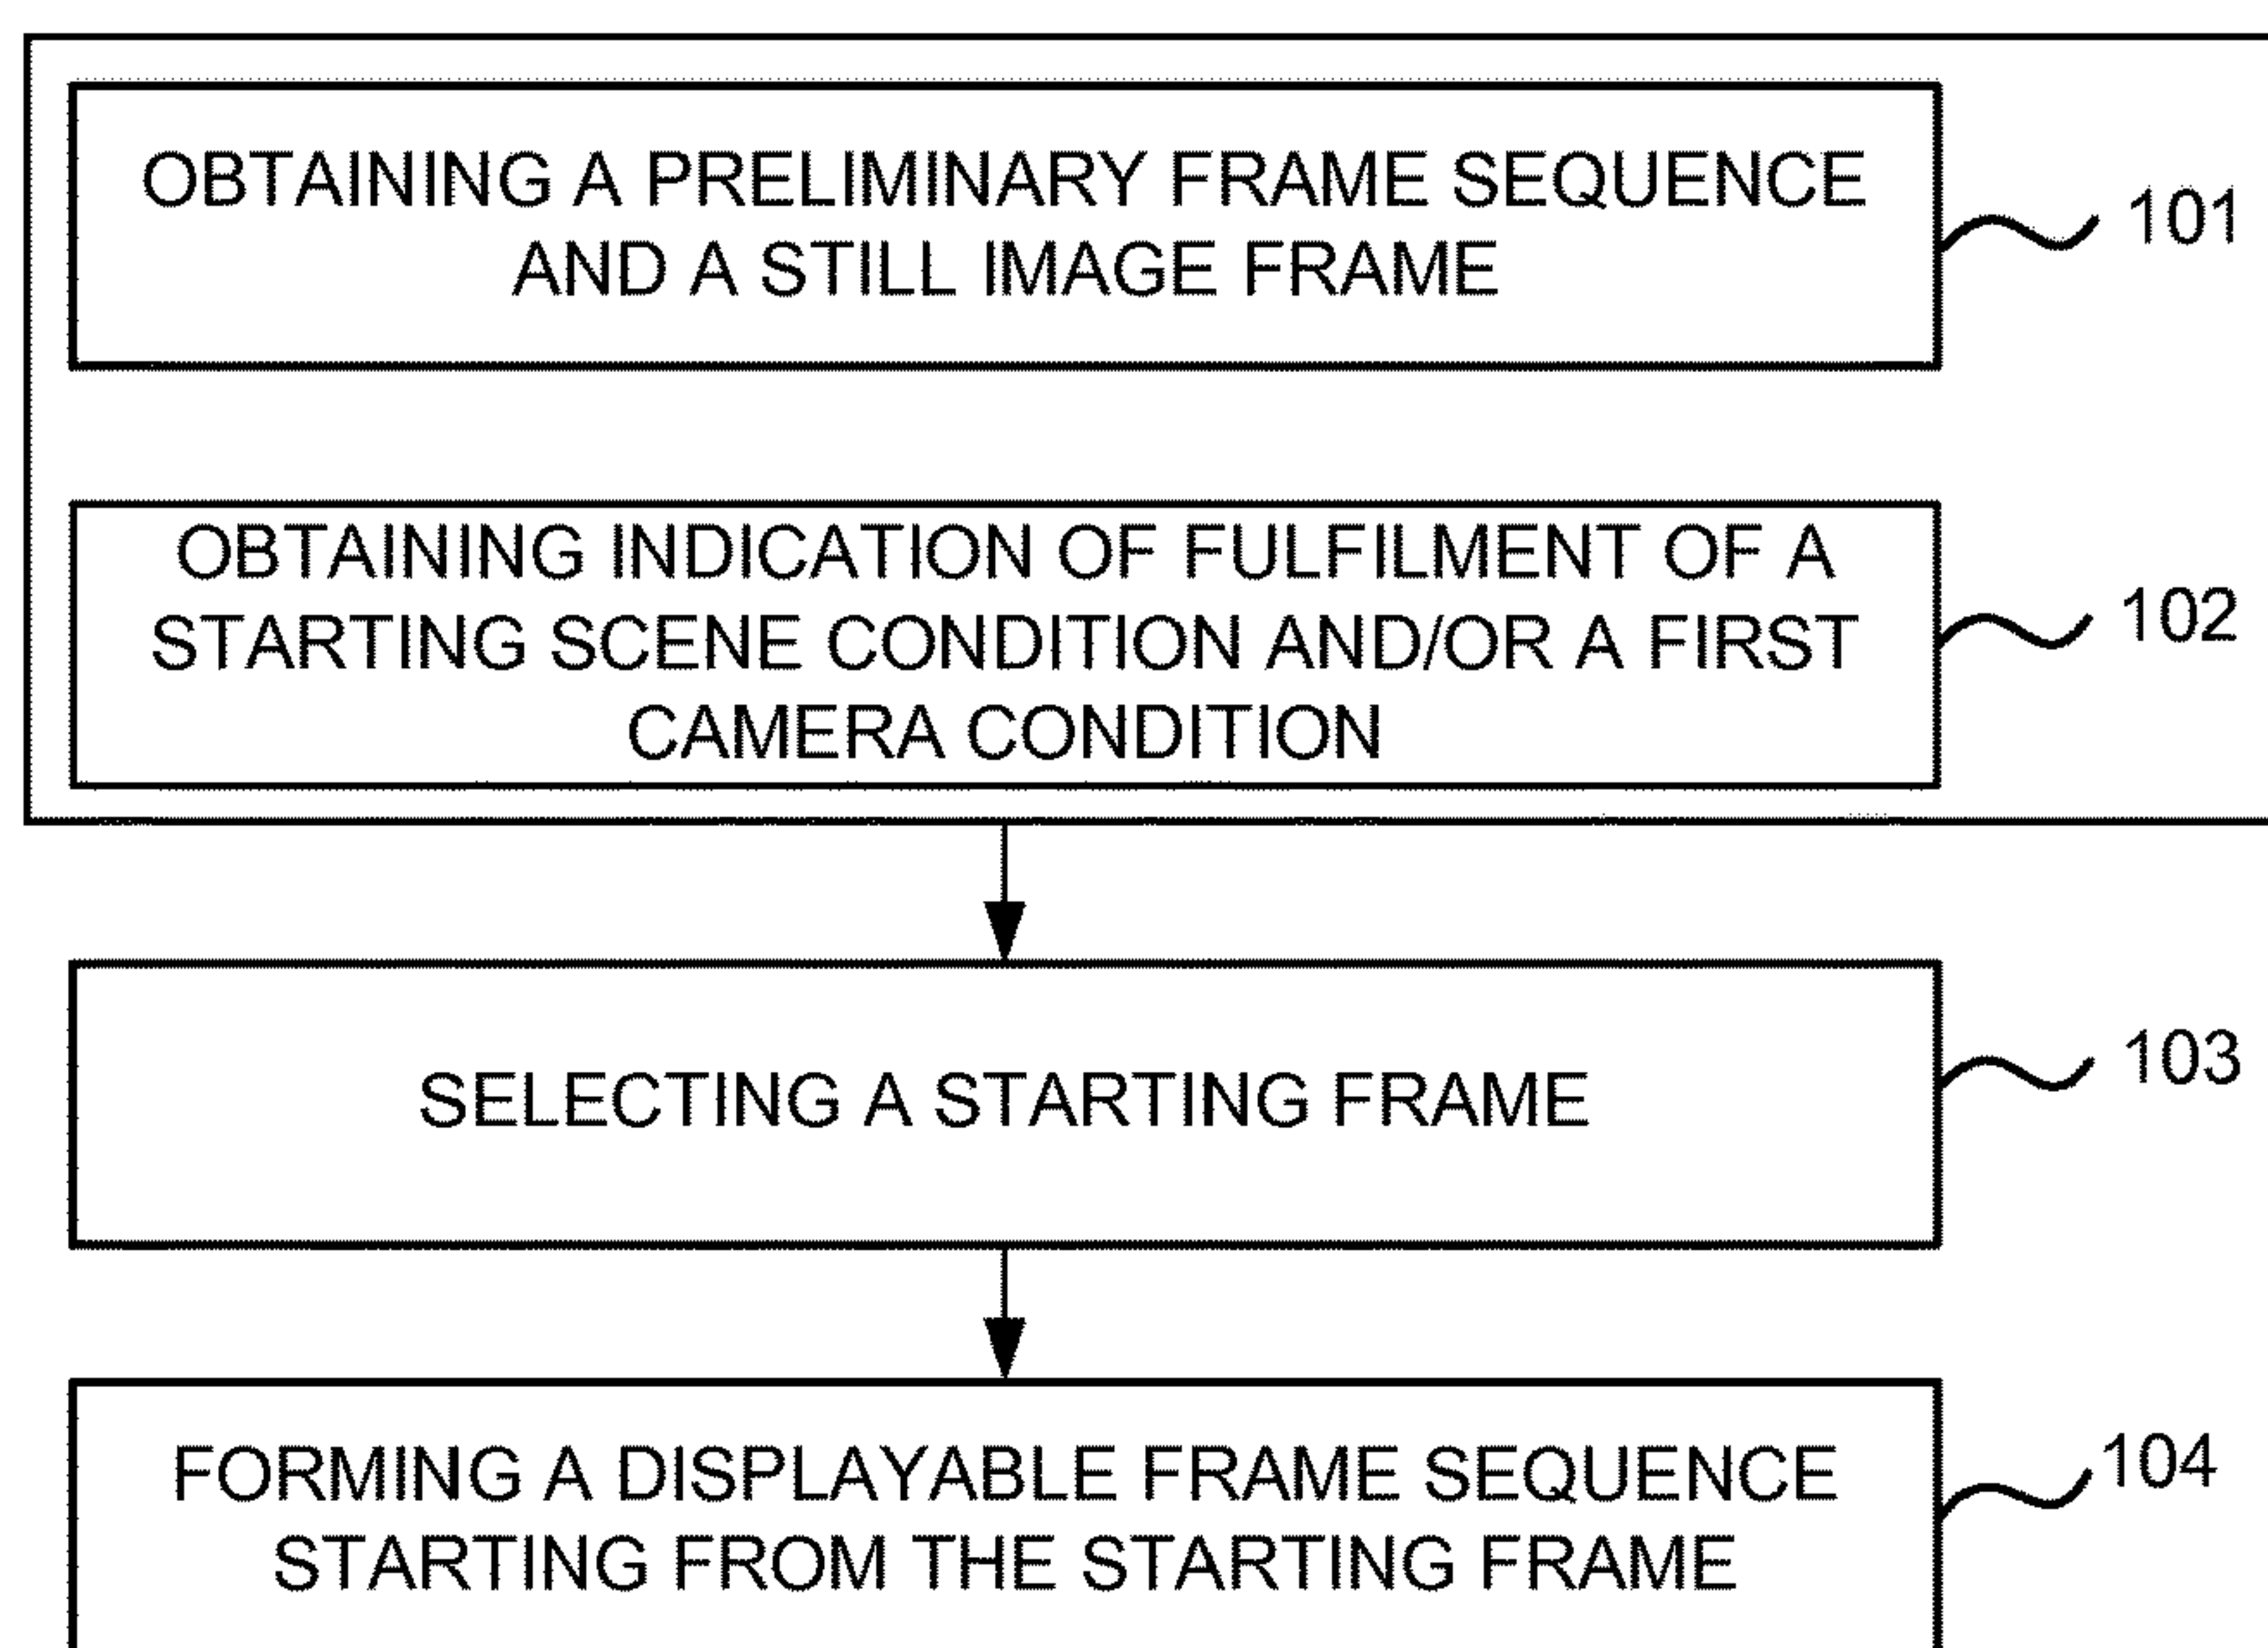 OBTAINING A PRELIMINARY FRAME SEQUENCE
AND A STILL IMAGE FRAME
101
OBTAINING INDICATION OF FULFILMENT OF A
STARTING SCENE CONDITION AND/OR A FIRST
CAMERA CONDITION
102
SELECTING A STARTING FRAME
103
FORMING A DISPLAYABLE FRAME SEQUENCE
STARTING FROM THE STARTING FRAME
104